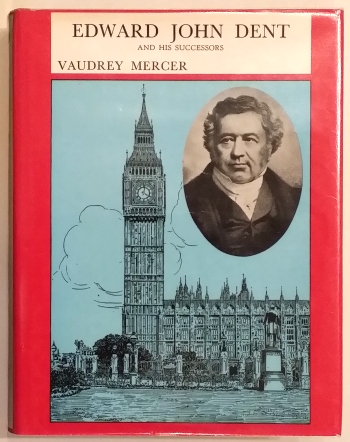 EDWARD JOHN DENT
AND HIS SUCCESSORS
VAUDREY MERCER